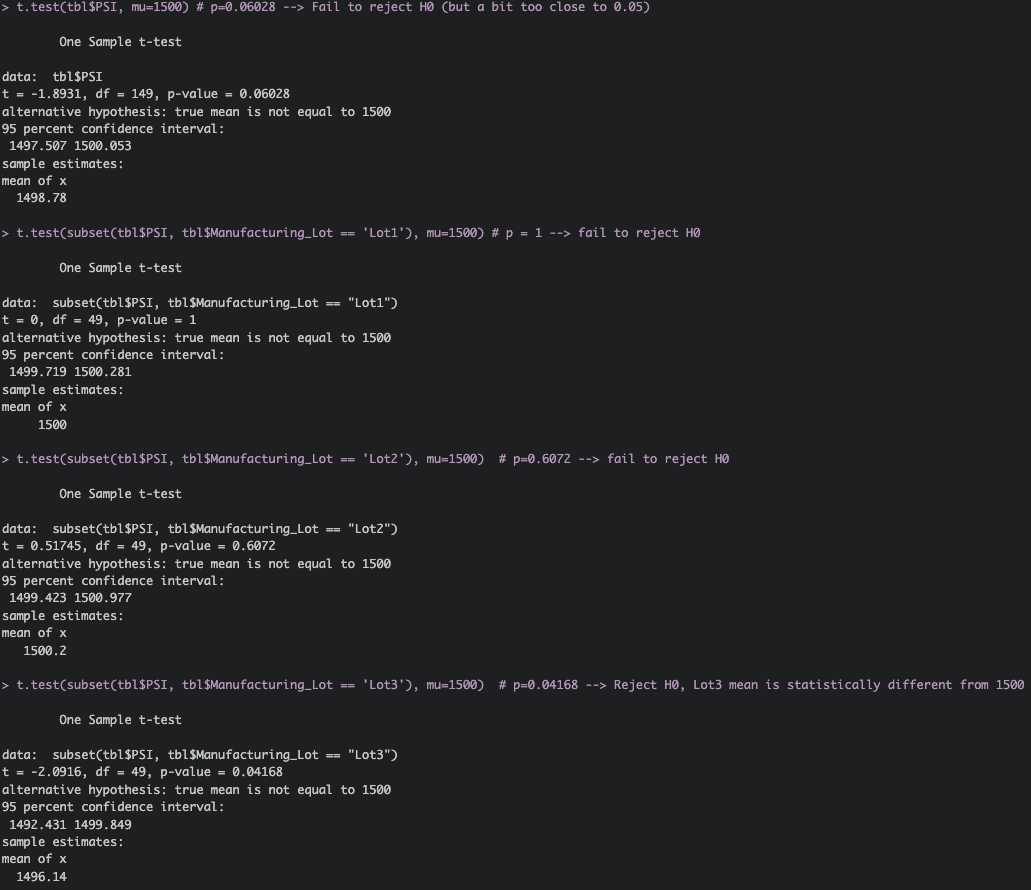 > t.test(tbl$PSI, mu=1500) # p=0.06028 --> Fail to reject H0 (but a bit too close to 0.05)
One Sample t-test
data:  tbl$PSI
t = -1.8931, df = 149, p-value = 0.06028
alternative hypothesis: true mean is not equal to 1500
95 percent confidence interval:
1497.507 1500.053
sample estimates:
mean of x
1498.78
> t.test(subset(tbl$PSI, tbl$Manufacturing_Lot == 'Lot1'), mu=1500) # p = 1 --> fail to reject H0
One Sample t-test
data:  subset(tbl$PSI, tbl$Manufacturing_Lot == "Lot1")
t = 0, df = 49, p-value = 1
alternative hypothesis: true mean is not equal to 1500
95 percent confidence interval:
1499.719 1500.281
sample estimates:
mean of x
1500
> t.test(subset(tbl$PSI, tbl$Manufacturing_Lot == 'Lot2'), mu=1500)  # p=0.6072 --> fail to reject H0
One Sample t-test
data:  subset(tbl$PSI, tbl$Manufacturing_Lot == "Lot2")
t = 0.51745, df = 49, p-value = 0.6072
alternative hypothesis: true mean is not equal to 1500
95 percent confidence interval:
1499.423 1500.977
sample estimates:
mean of x
1500.2
> t.test(subset(tbl$PSI, tbl$Manufacturing_Lot == 'Lot3'), mu=1500)  # p=0.04168 --> Reject H0, Lot3 mean is statistically different from 1500
One Sample t-test
data:  subset(tbl$PSI, tbl$Manufacturing_Lot == "Lot3")
t = -2.0916, df = 49, p-value = 0.04168
alternative hypothesis: true mean is not equal to 1500
95 percent confidence interval:
1492.431 1499.849
sample estimates:
mean of x
1496.14